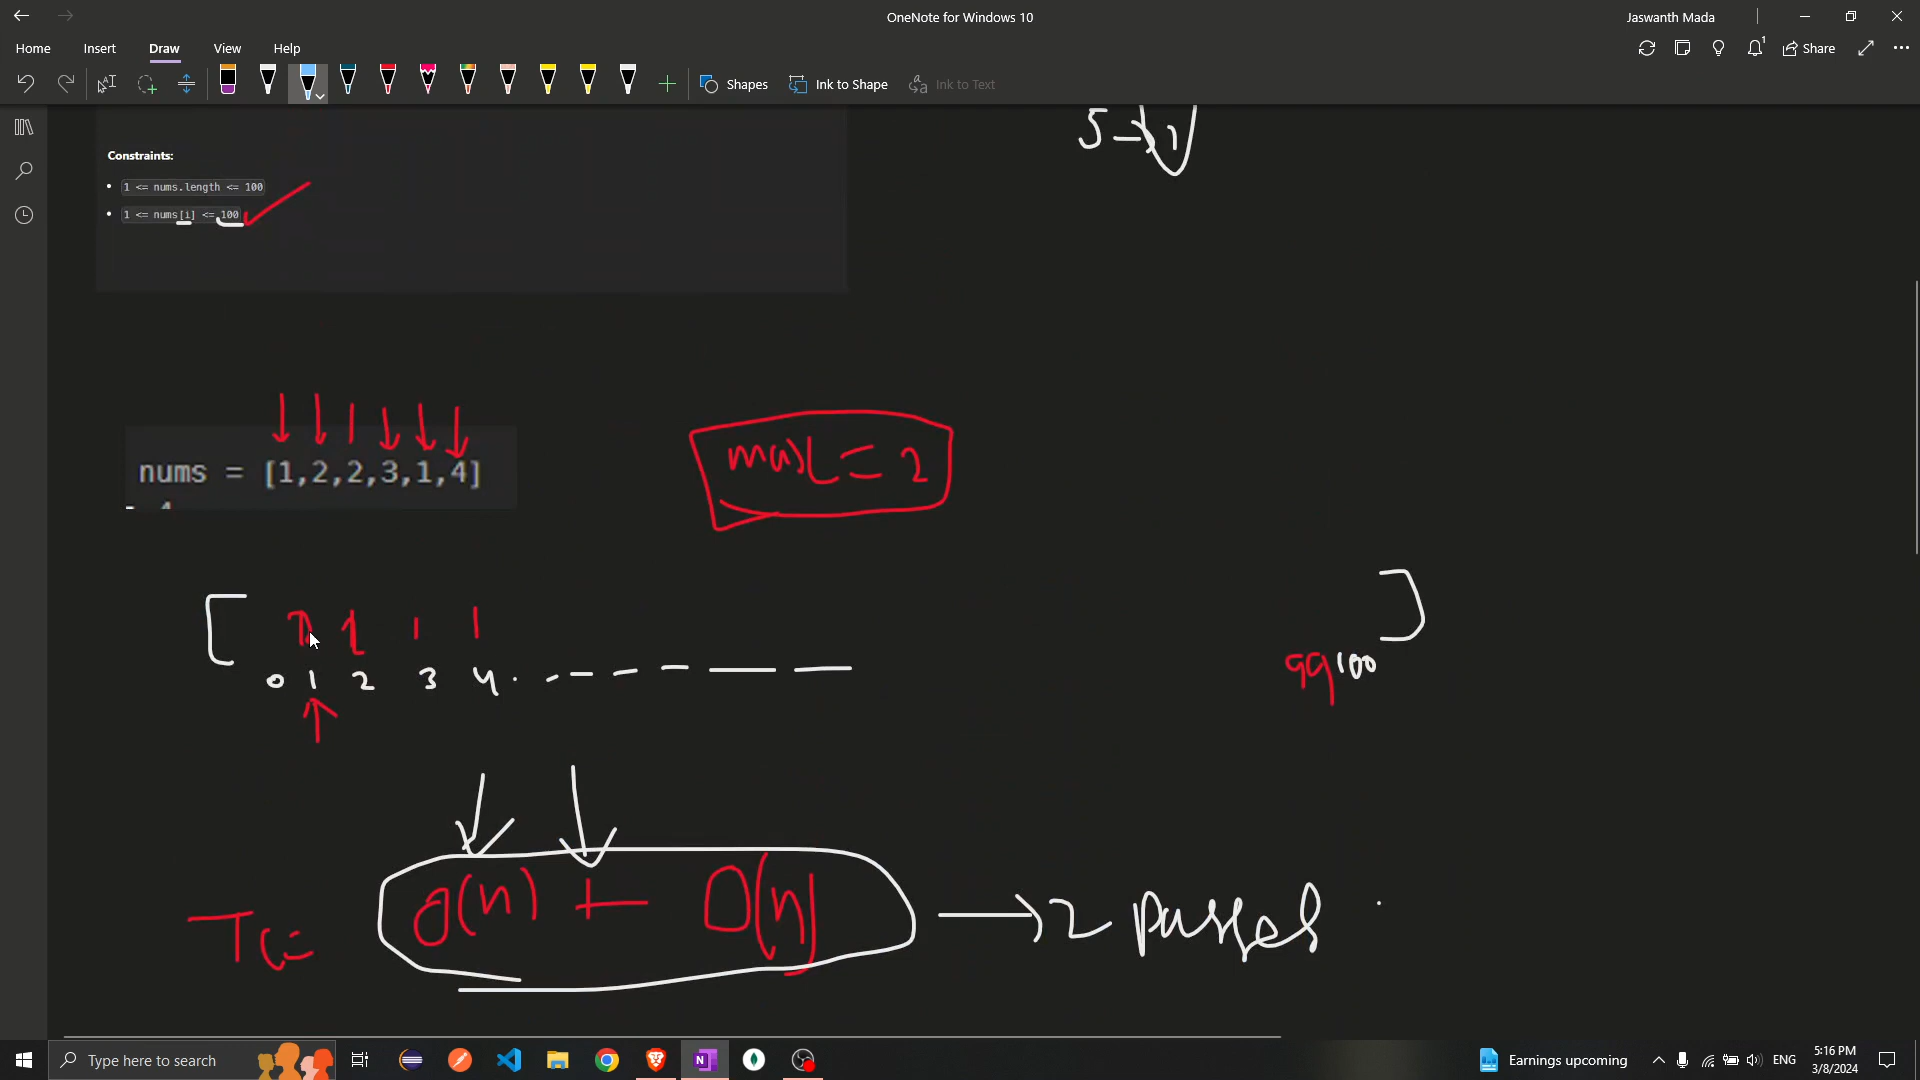 OneNote for Windows 10
Jaswanth Mada
Home Insert Draw View Help
Share
Shapes
Ink to Shape
Ink to Text
5 → 1
Constraints:
1 <= nums.length <= 100
1 <= nums[i] <= 100
nums = [1,2,2,3,1,4]
max = 2
[ 1 1 ]
0 1 2 3 4 . - - - - - 99 100
TC = O(n) + O(n) → 2 passes .
Type here to search
Earnings upcoming
ENG
5:16 PM
3/8/2024